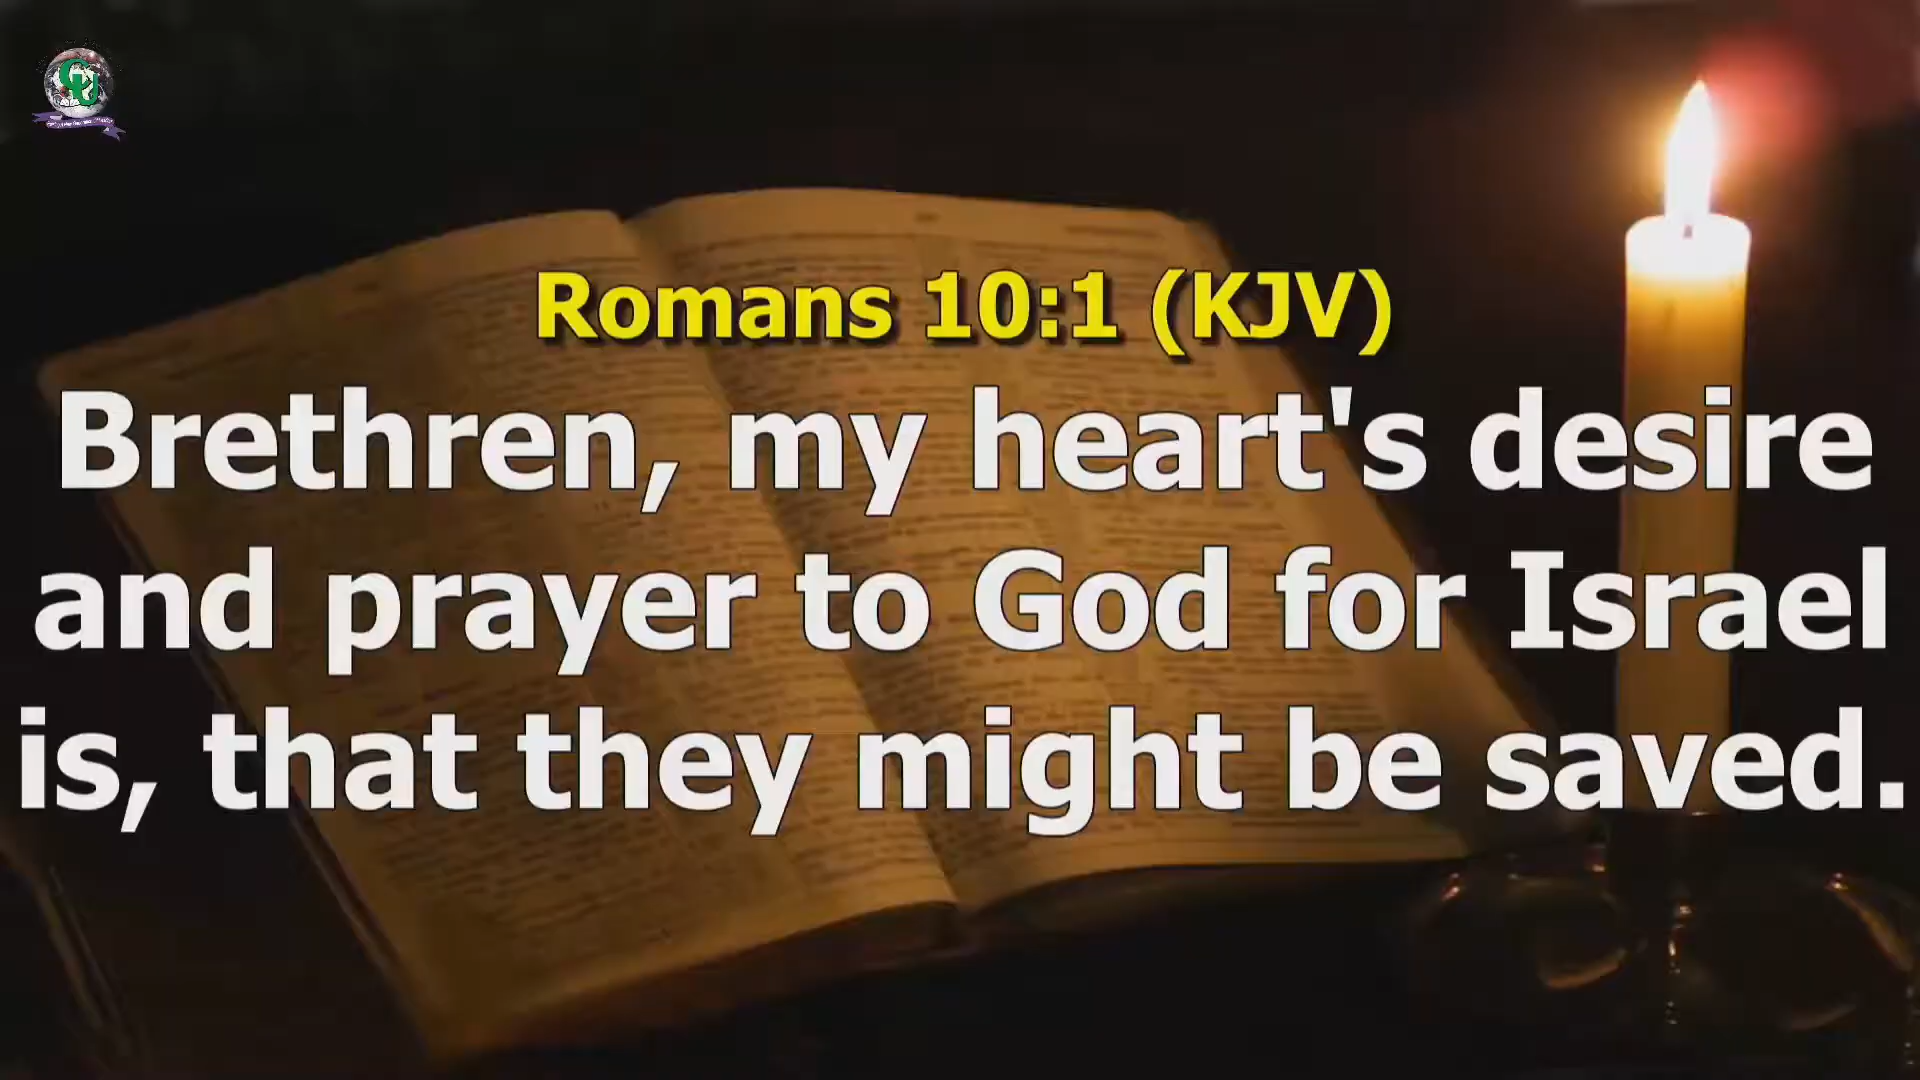 Romans 10:1 (KJV)
Brethren, my heart's desire
and prayer to God for Israel
is, that they might be saved.